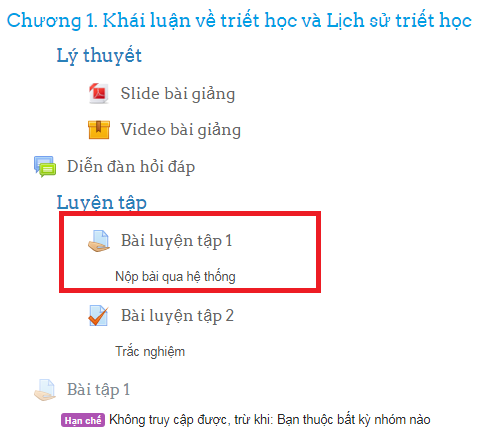 Chương 1. Khái luận về triết học và Lịch sử triết học
Lý thuyết
Slide bài giảng
Video bài giảng
Diễn đàn hỏi đáp
Luyện tập
Bài luyện tập 1
Nộp bài qua hệ thống
Bài luyện tập 2
Trắc nghiệm
Bài tập 1
Hạn chế Không truy cập được, trừ khi: Bạn thuộc bất kỳ nhóm nào